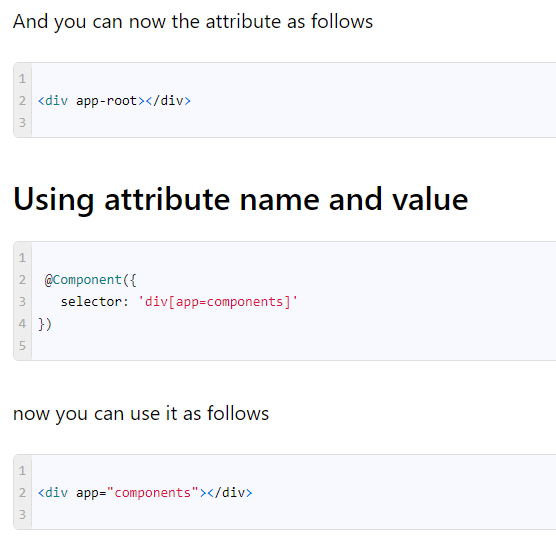 And you can now the attribute as follows
1
2 <div app-root></div>
3
Using attribute name and value
1
2 @Component({
3 selector: 'div[app=components]'
4 })
5
now you can use it as follows
1
2 <div app="components"></div>
3